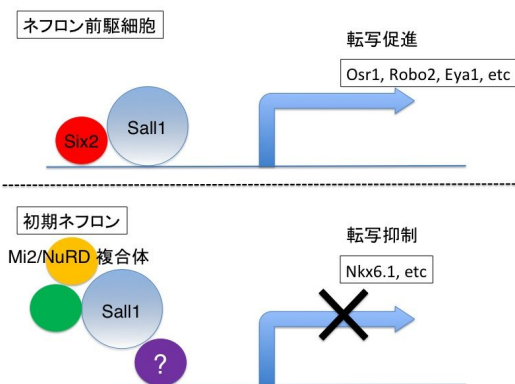 ネフロン前駆細胞
転写促進
Osr1, Robo2, Eya1, etc
Six2
Sall1
初期ネフロン
Mi2/NuRD 複合体
転写抑制
Nkx6.1, etc
Sall1
?